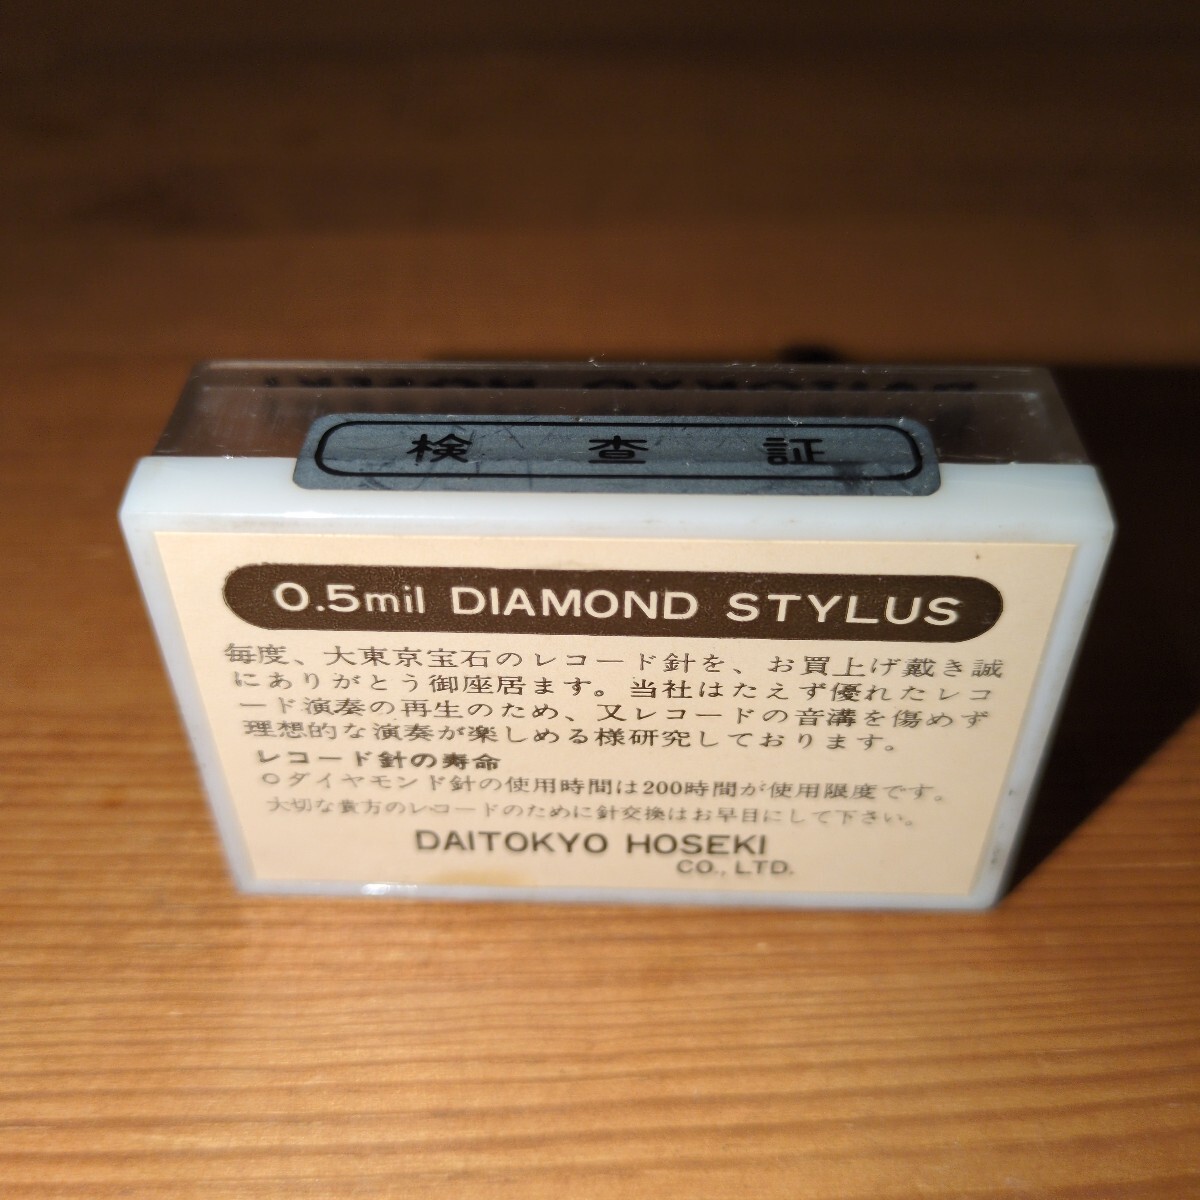 検査証
0.5mil DIAMOND STYLUS
毎度、大東京宝石のレコード針を、お買上げ戴き誠
にありがとう御座居ます。当社はたえず優れたレコ
ード演奏の再生のため、又レコードの音溝を傷めず
理想的な演奏が楽しめる様研究しております。
レコード針の寿命
○ダイヤモンド針の使用時間は200時間が使用限度です。
大切な貴方のレコードのために針交換はお早目にして下さい。
DAITOKYO HOSEKI
CO., LTD.